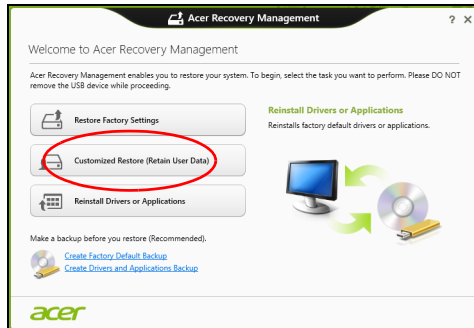 Acer Recovery Management
? X
Welcome to Acer Recovery Management
Acer Recovery Management enables you to restore your system. To begin, select the task you want to perform. Please DO NOT
remove the USB device while proceeding.
Restore Factory Settings
Customized Restore (Retain User Data)
Reinstall Drivers or Applications
Reinstall Drivers or Applications
Reinstalls factory default drivers or applications.
Make a backup before you restore (Recommended).
Create Factory Default Backup
Create Drivers and Applications Backup
acer